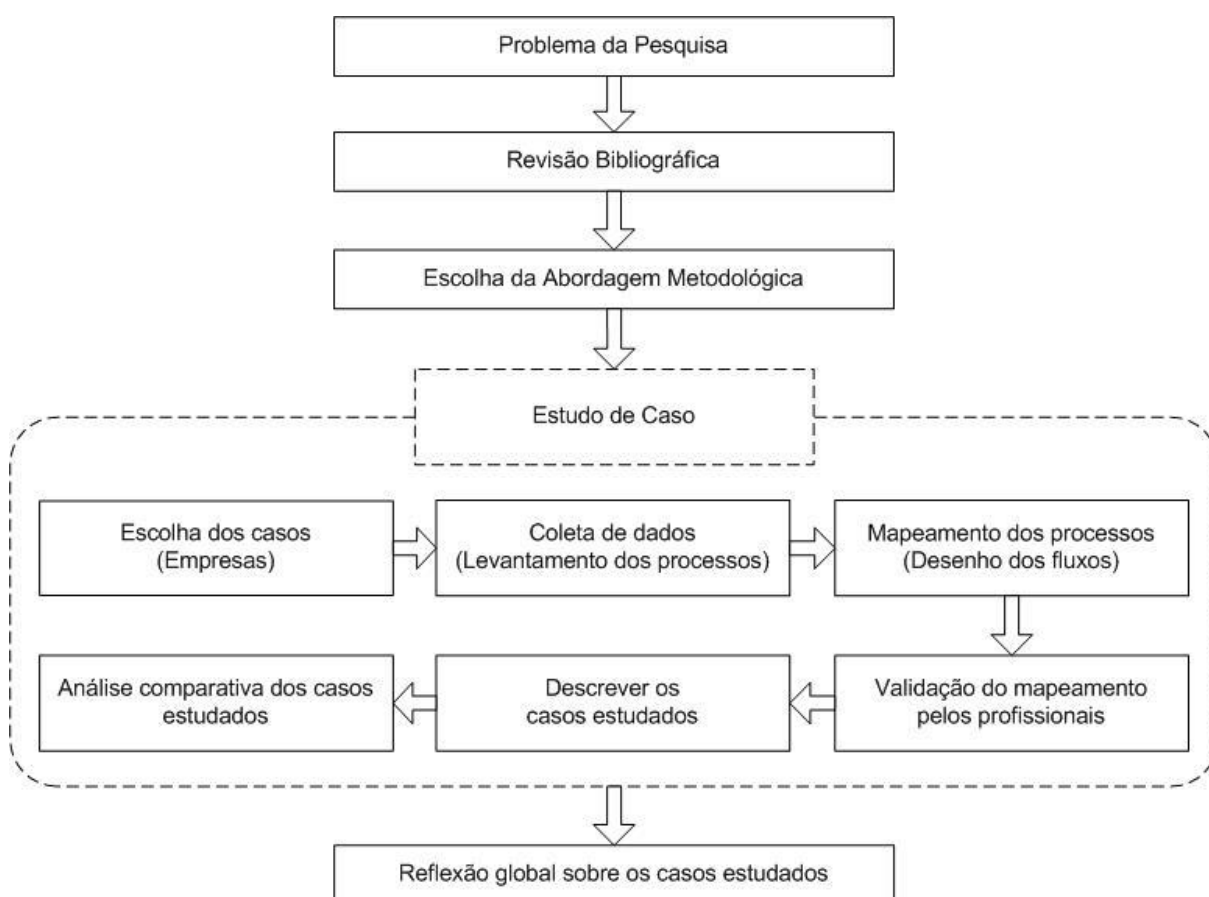 Problema da Pesquisa
Revisão Bibliográfica
Escolha da Abordagem Metodológica
Estudo de Caso
Escolha dos casos
(Empresas)
Coleta de dados
(Levantamento dos processos)
Mapeamento dos processos
(Desenho dos fluxos)
Validação do mapeamento
pelos profissionais
Descrever os
casos estudados
Análise comparativa dos casos
estudados
Reflexão global sobre os casos estudados